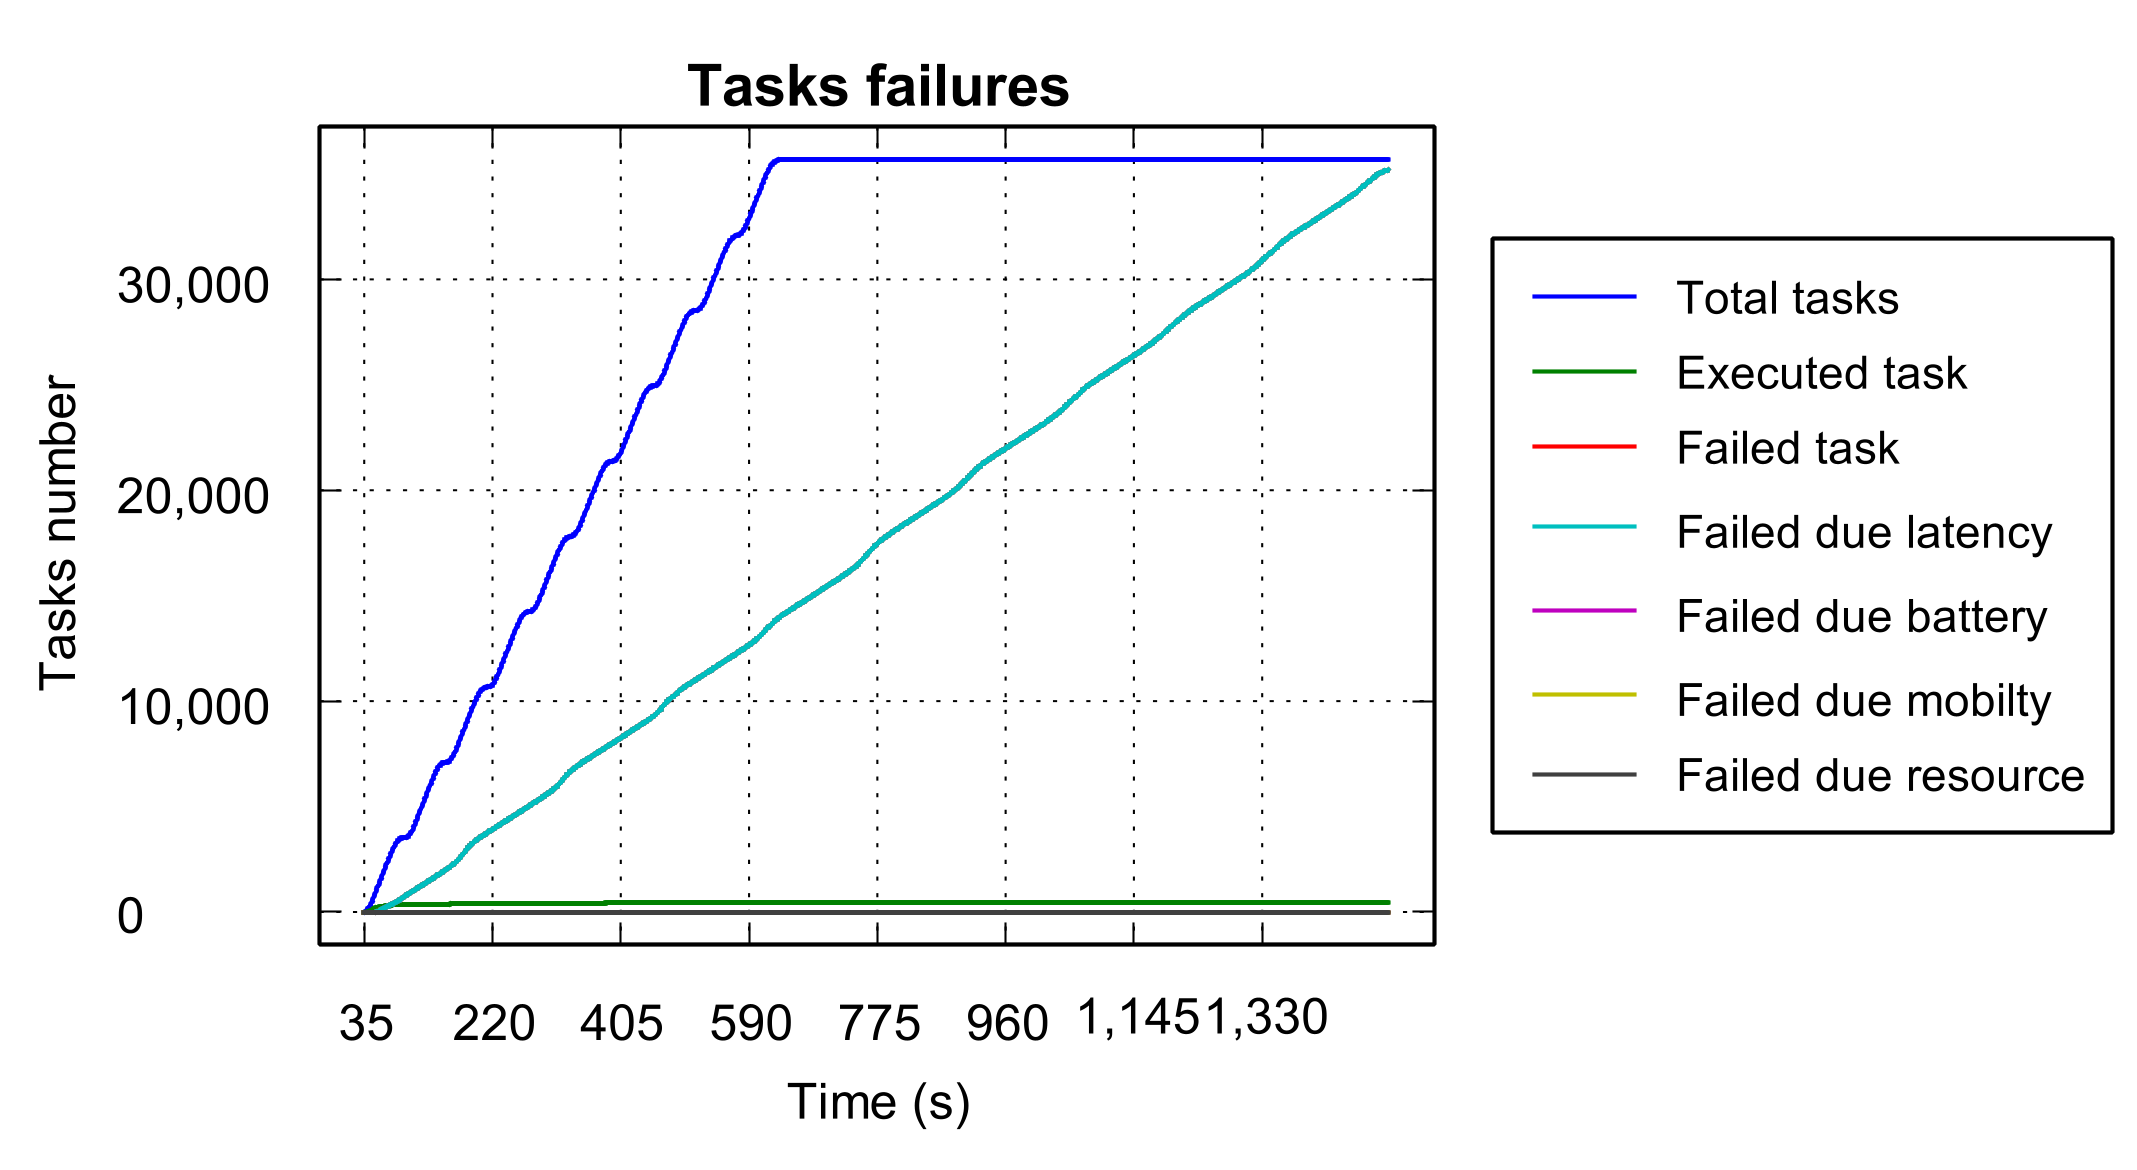 Tasks failures
Tasks number
30,000
20,000
10,000
0
35 220 405 590 775 960 1,145 1,330
Time (s)
Total tasks
Executed task
Failed task
Failed due latency
Failed due battery
Failed due mobilty
Failed due resource